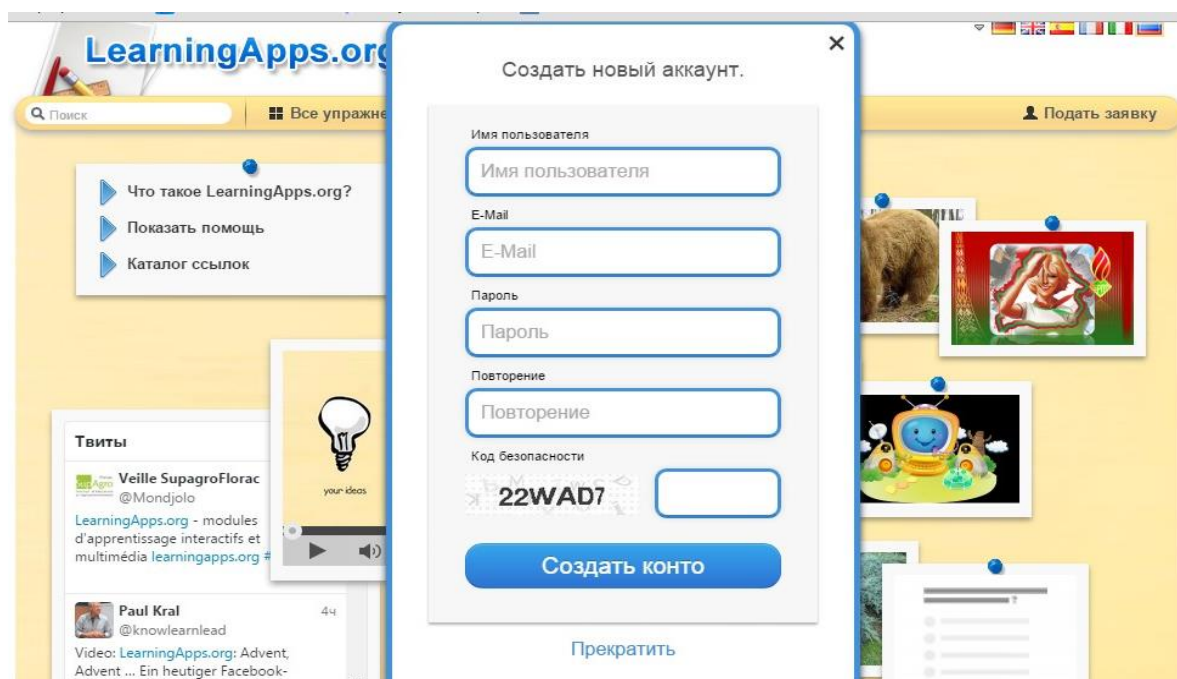 LearningApps.org
Поиск
Все упражне
Подать заявку
Что такое LearningApps.org?
Показать помощь
Каталог ссылок
your ideas
Твиты
Veille SupagroFlorac
@Mondjolo
LearningApps.org - modules
d'apprentissage interactifs et
multimédia learningapps.org #
Paul Kral
4ч
@knowlearnlead
Video: LearningApps.org: Advent,
Advent ... Ein heutiger Facebook-
Создать новый аккаунт.
Имя пользователя
Имя пользователя
E-Mail
E-Mail
Пароль
Пароль
Повторение
Повторение
Код безопасности
22WAD7
Создать конто
Прекратить